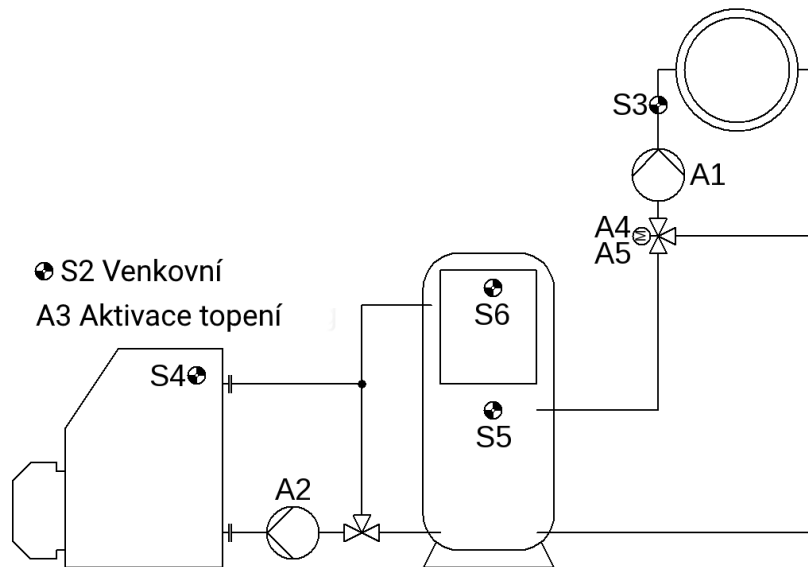 S3
A1
A4
A5
S2 Venkovní
A3 Aktivace topení
S6
S4
S5
A2
M